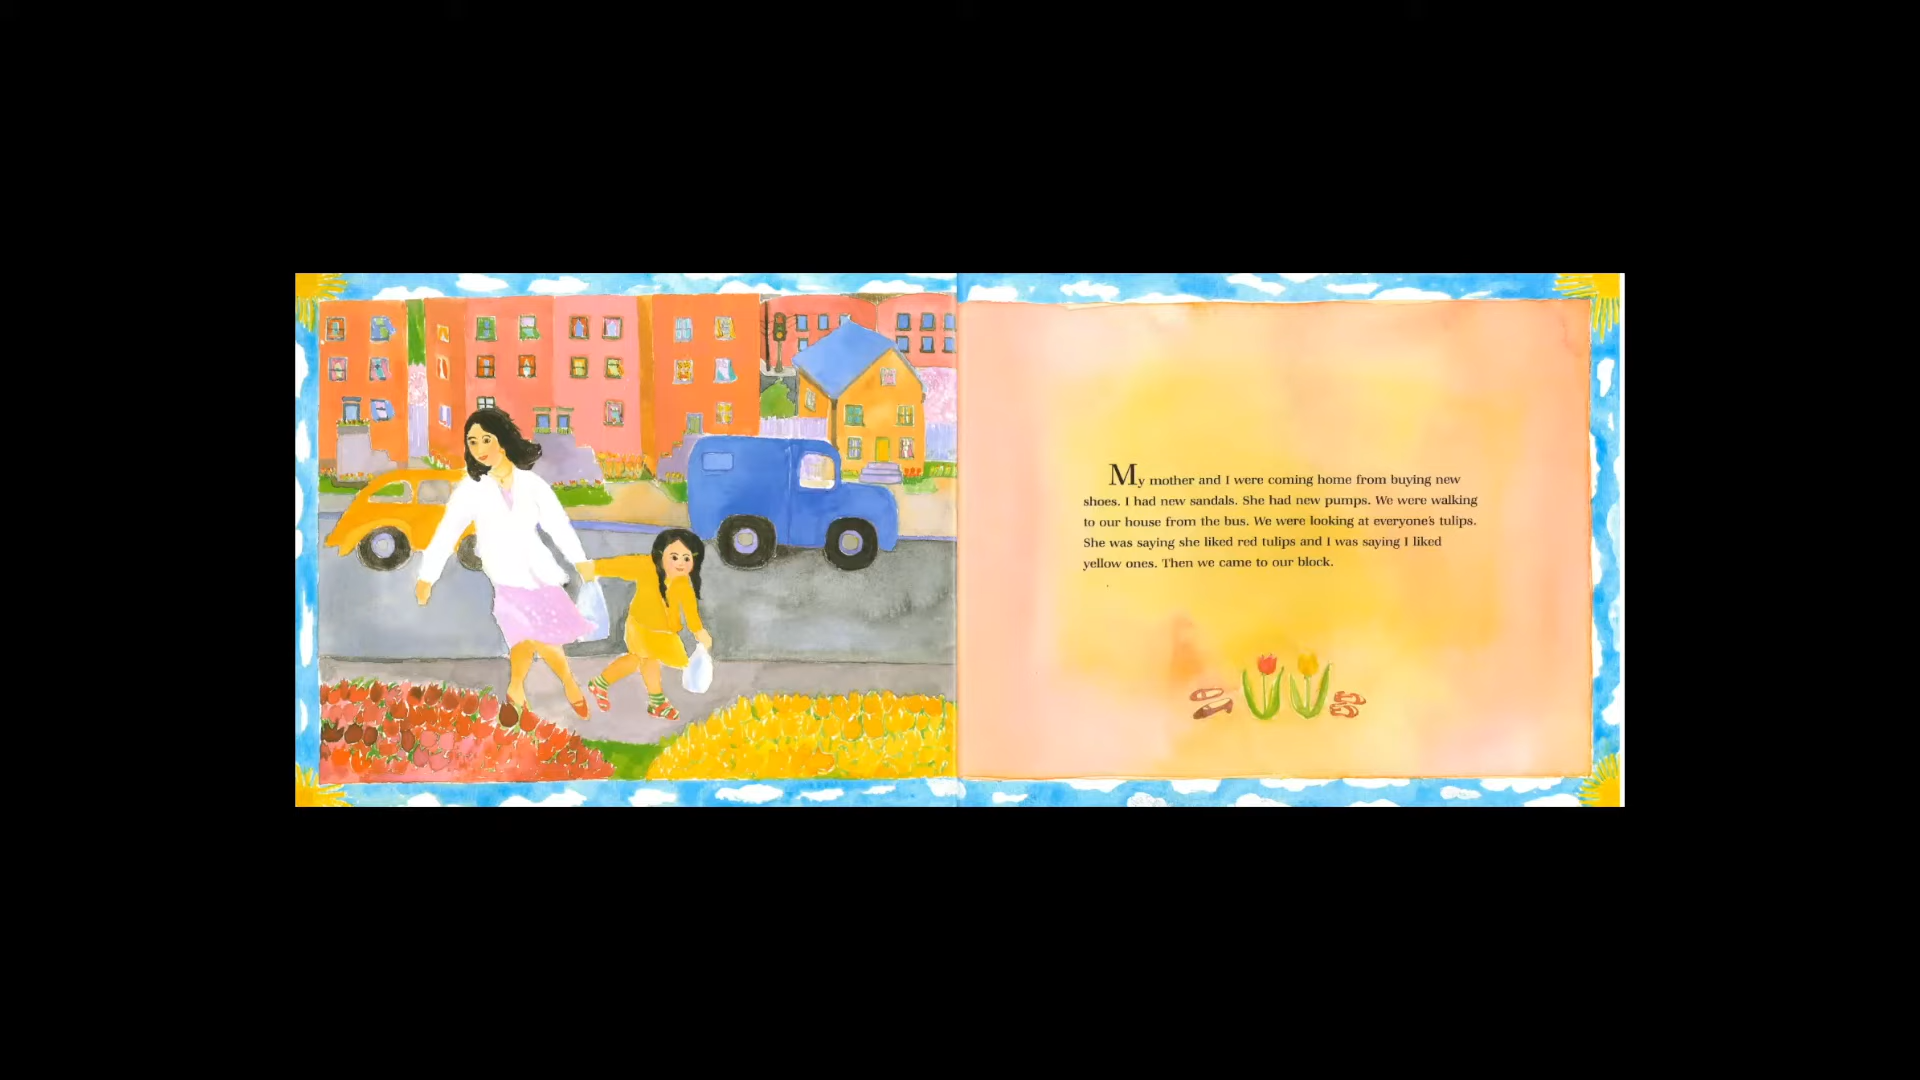 My mother and I were coming home from buying new
shoes. I had new sandals. She had new pumps. We were walking
to our house from the bus. We were looking at everyone's tulips.
She was saying she liked red tulips and I was saying I liked
yellow ones. Then we came to our block.